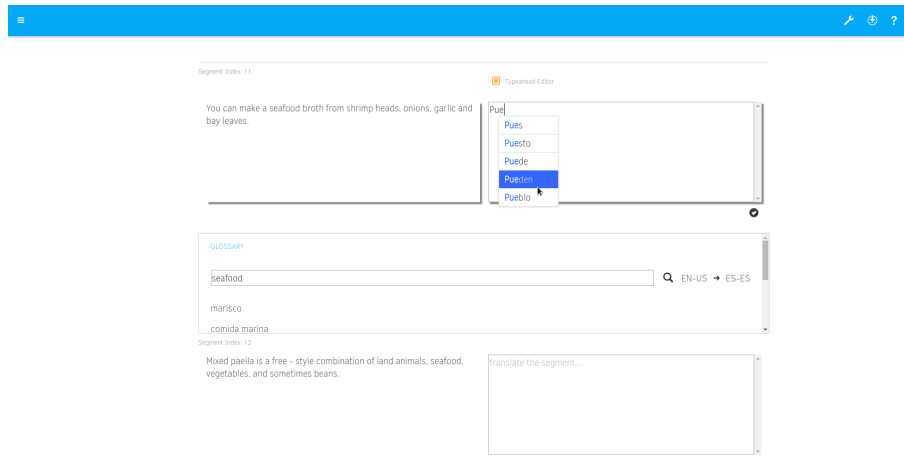 ?
Segment Index: 11
Typeahead Editor
You can make a seafood broth from shrimp heads, onions, garlic and
bay leaves.
Pue
Pues
Puesto
Puede
Pueden
Pueblo
GLOSSARY
seafood
EN-US → ES-ES
marisco
comida marina
Segment Index: 12
Mixed paella is a free - style combination of land animals, seafood,
vegetables, and sometimes beans.
translate the segment...